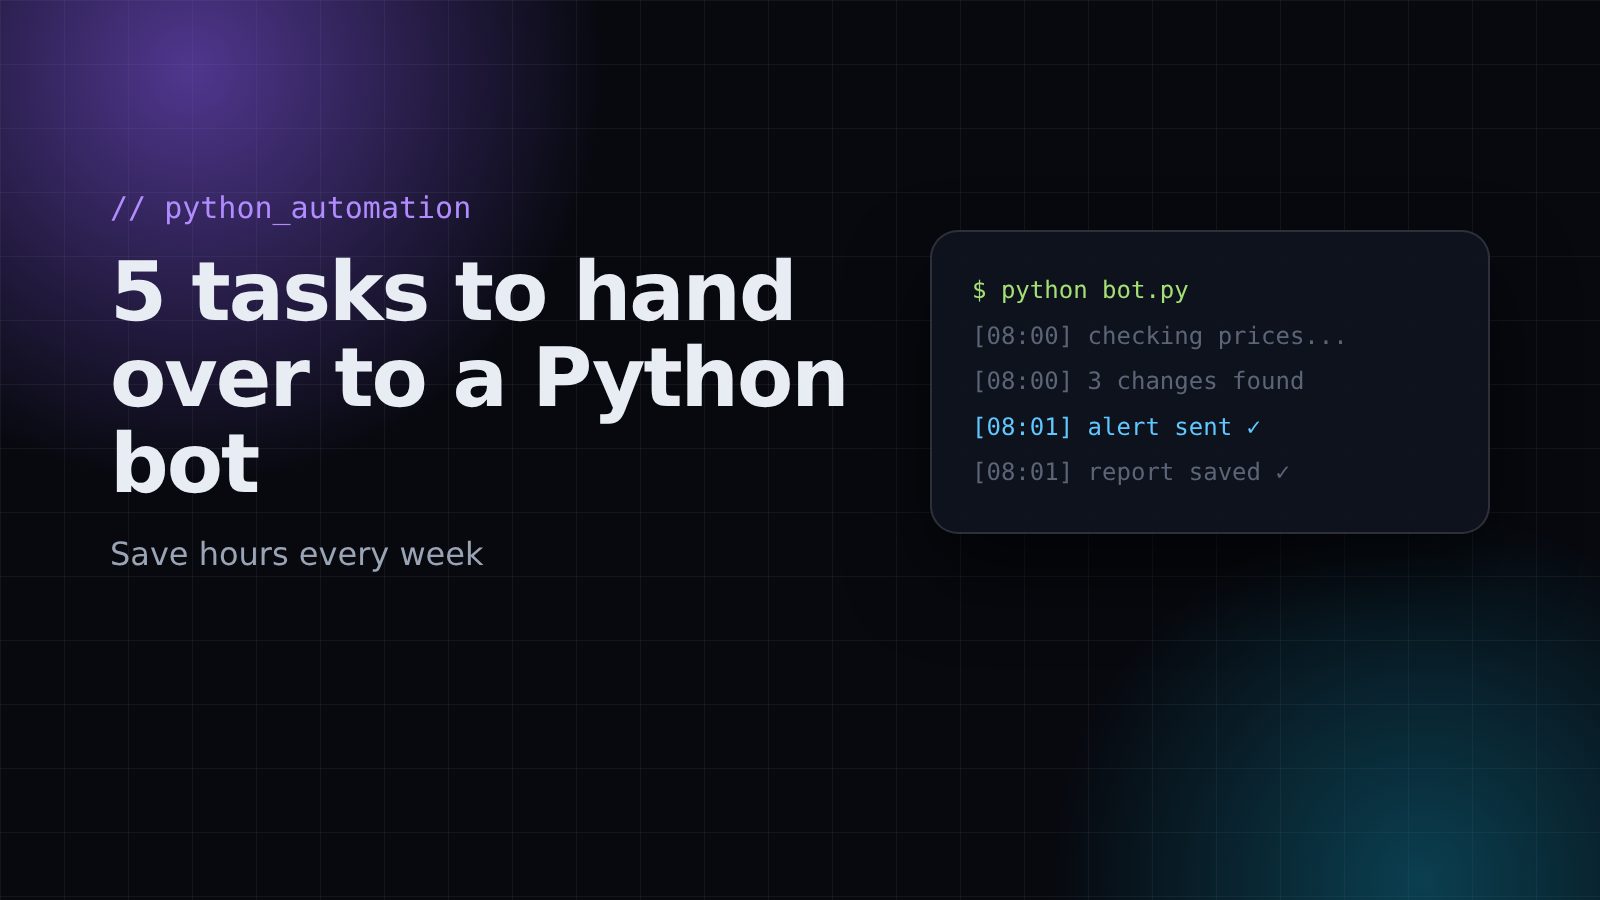 // python_automation
5 tasks to hand
over to a Python
bot
Save hours every week
$ python bot.py
[08:00] checking prices...
[08:00] 3 changes found
[08:01] alert sent ✓
[08:01] report saved ✓